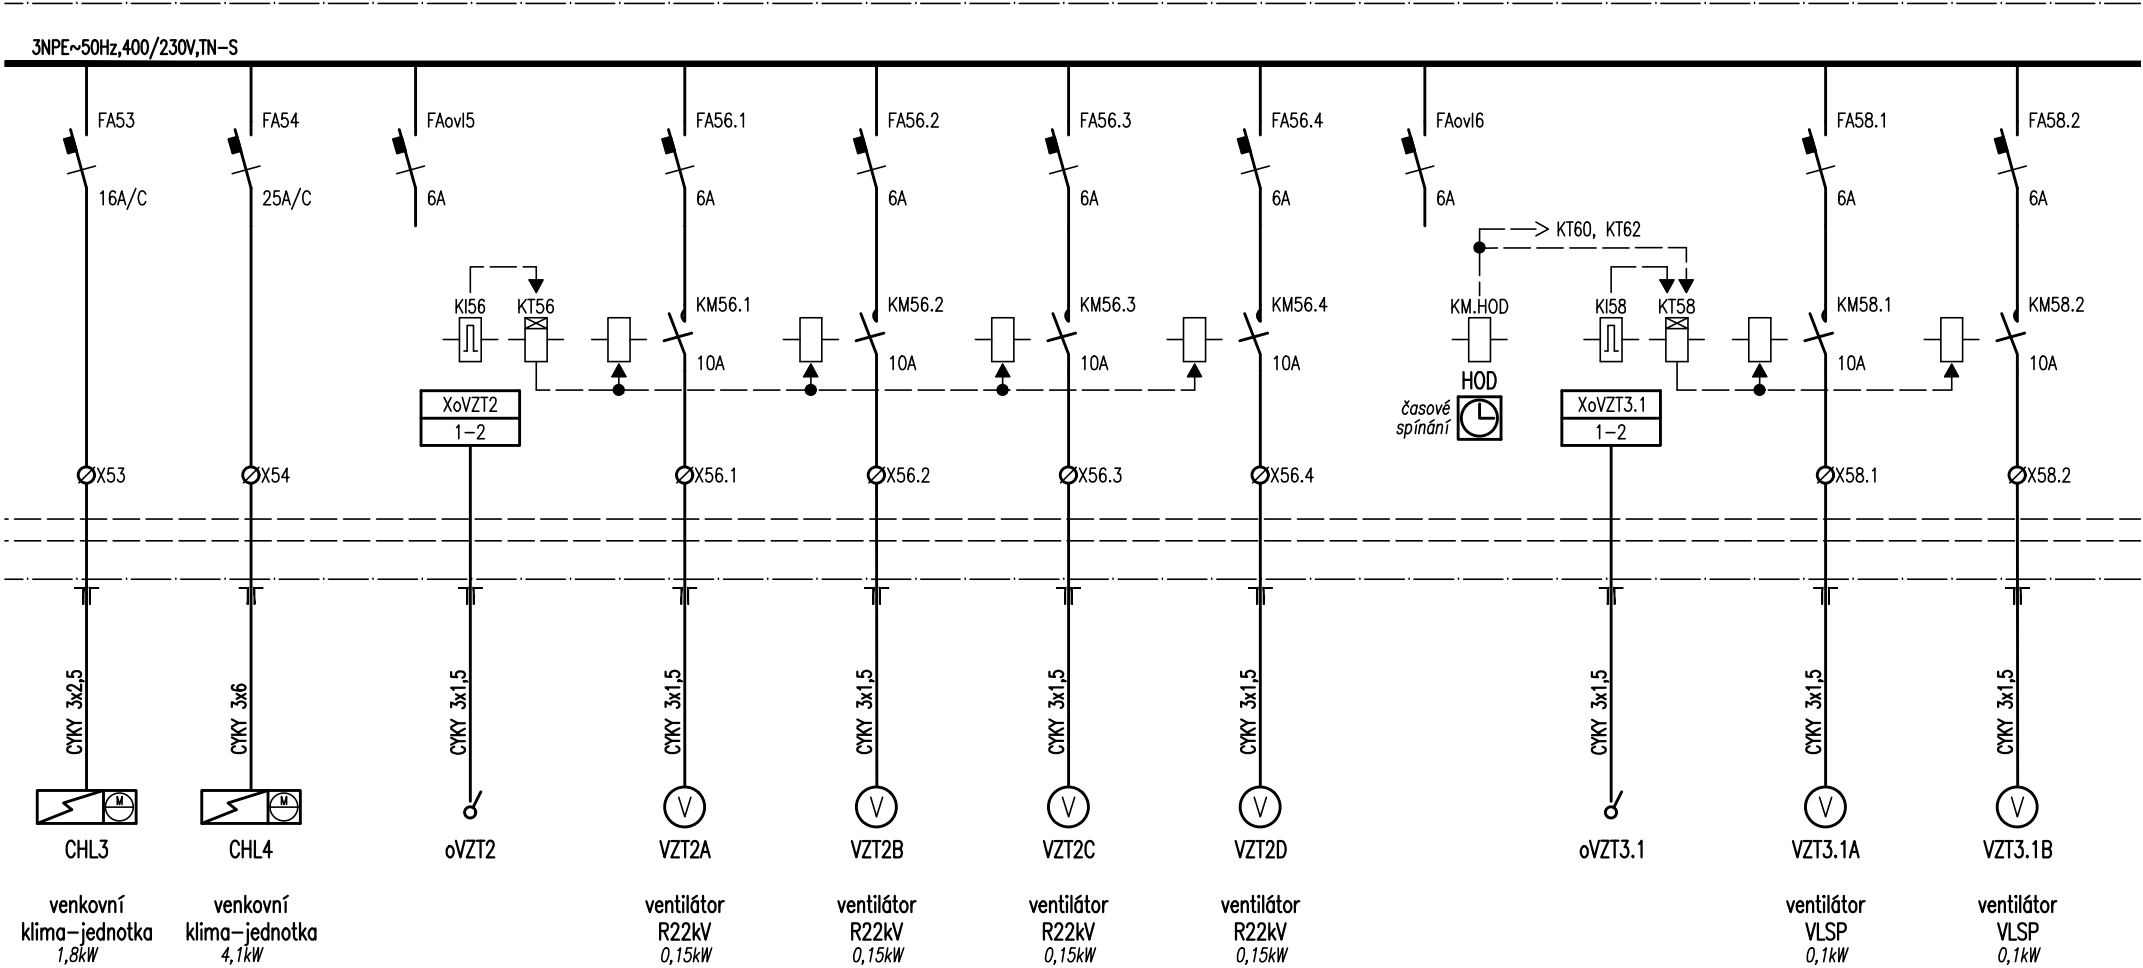 3NPE~50Hz,400/230V,TN-S
FA53
FA54
FAovl5
FA56.1
FA56.2
FA56.3
FA56.4
FAovl6
FA58.1
FA58.2
16A/C
25A/C
6A
6A
6A
6A
6A
6A
6A
6A
KT60, KT62
KI56
KT56
KM56.1
KM56.2
KM56.3
KM56.4
KM.HOD
KI58
KT58
KM58.1
KM58.2
10A
10A
10A
10A
10A
10A
HOD
časové
spínání
XoVZT2
1-2
XoVZT3.1
1-2
X53
X54
X56.1
X56.2
X56.3
X56.4
X58.1
X58.2
CYKY 3x2,5
CYKY 3x6
CYKY 3x1,5
CYKY 3x1,5
CYKY 3x1,5
CYKY 3x1,5
CYKY 3x1,5
CYKY 3x1,5
CYKY 3x1,5
CYKY 3x1,5
M
M
V
V
V
V
V
V
CHL3
CHL4
oVZT2
VZT2A
VZT2B
VZT2C
VZT2D
oVZT3.1
VZT3.1A
VZT3.1B
venkovní
klima-jednotka
1,8kW
venkovní
klima-jednotka
4,1kW
ventilátor
R22kV
0,15kW
ventilátor
R22kV
0,15kW
ventilátor
R22kV
0,15kW
ventilátor
R22kV
0,15kW
ventilátor
VLSP
0,1kW
ventilátor
VLSP
0,1kW